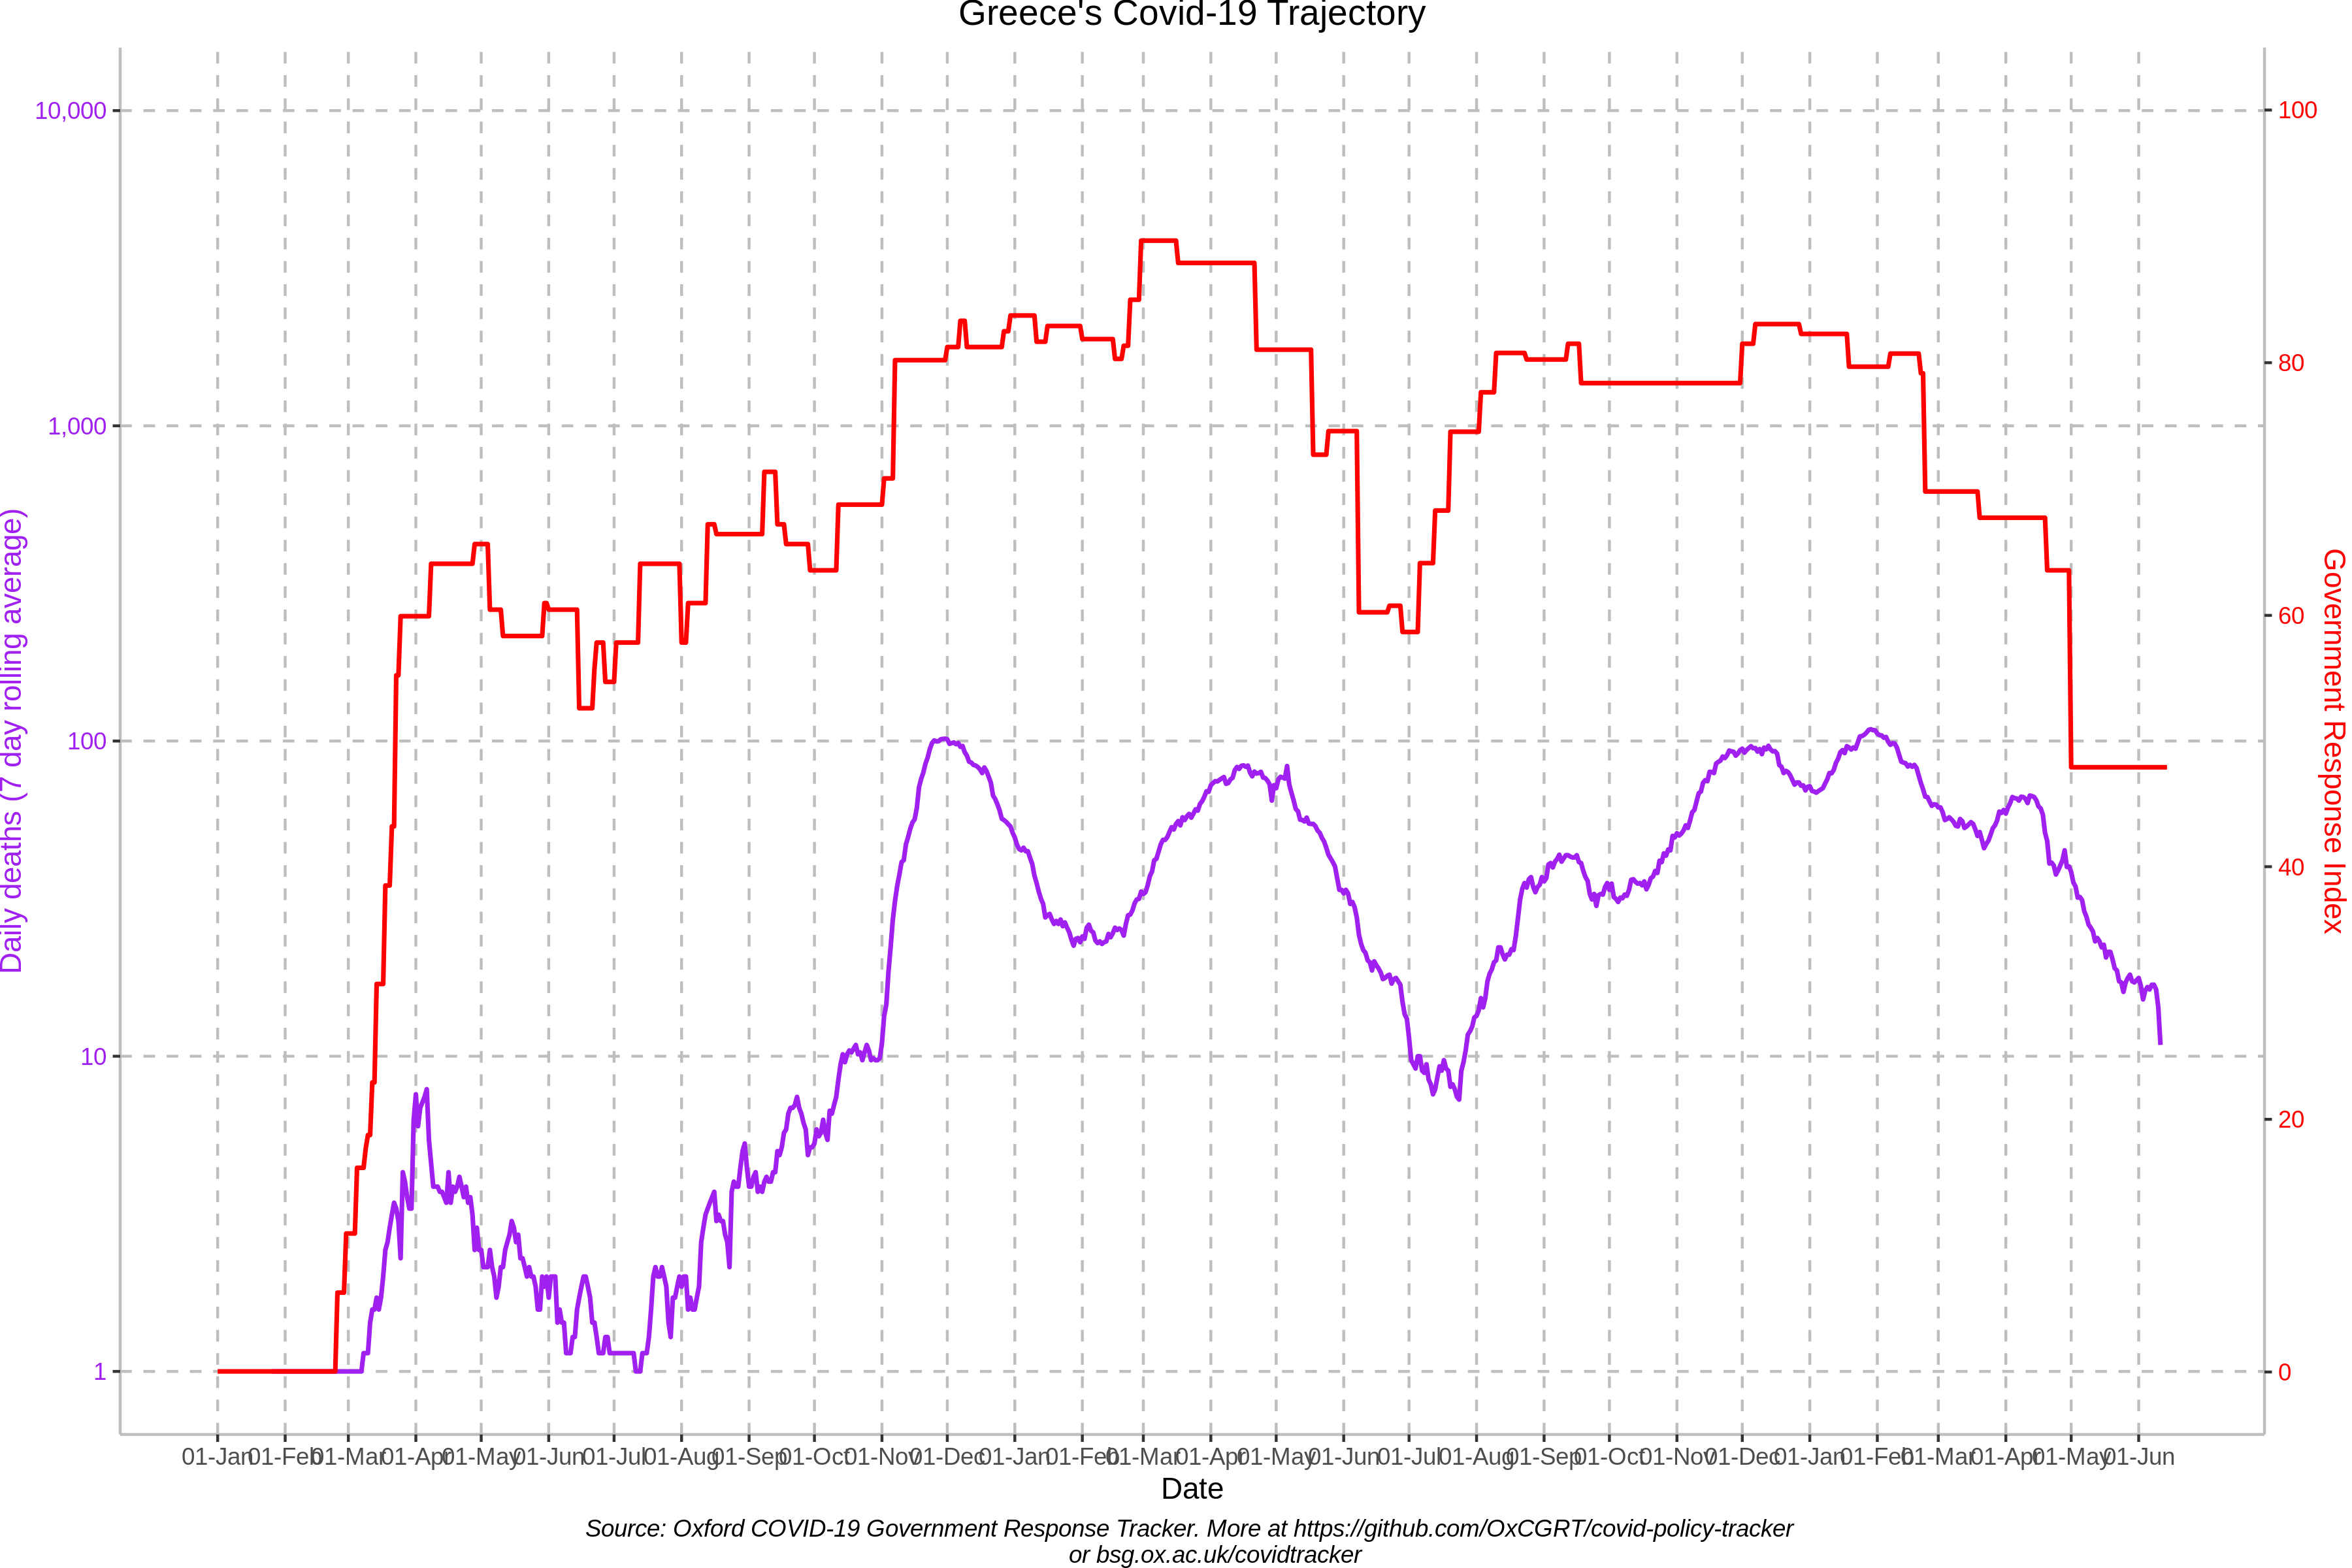 Greece's Covid-19 Trajectory
10,000
1,000
100
10
1
Daily deaths (7 day rolling average)
100
80
60
40
20
0
Government Response Index
01-Jan 01-Feb 01-Mar 01-Apr 01-May 01-Jun 01-Jul 01-Aug 01-Sep 01-Oct 01-Nov 01-Dec 01-Jan 01-Feb 01-Mar 01-Apr 01-May 01-Jun 01-Jul 01-Aug 01-Sep 01-Oct 01-Nov 01-Dec 01-Jan 01-Feb 01-Mar 01-Apr 01-May 01-Jun
Date
Source: Oxford COVID-19 Government Response Tracker. More at https://github.com/OxCGRT/covid-policy-tracker
or bsg.ox.ac.uk/covidtracker